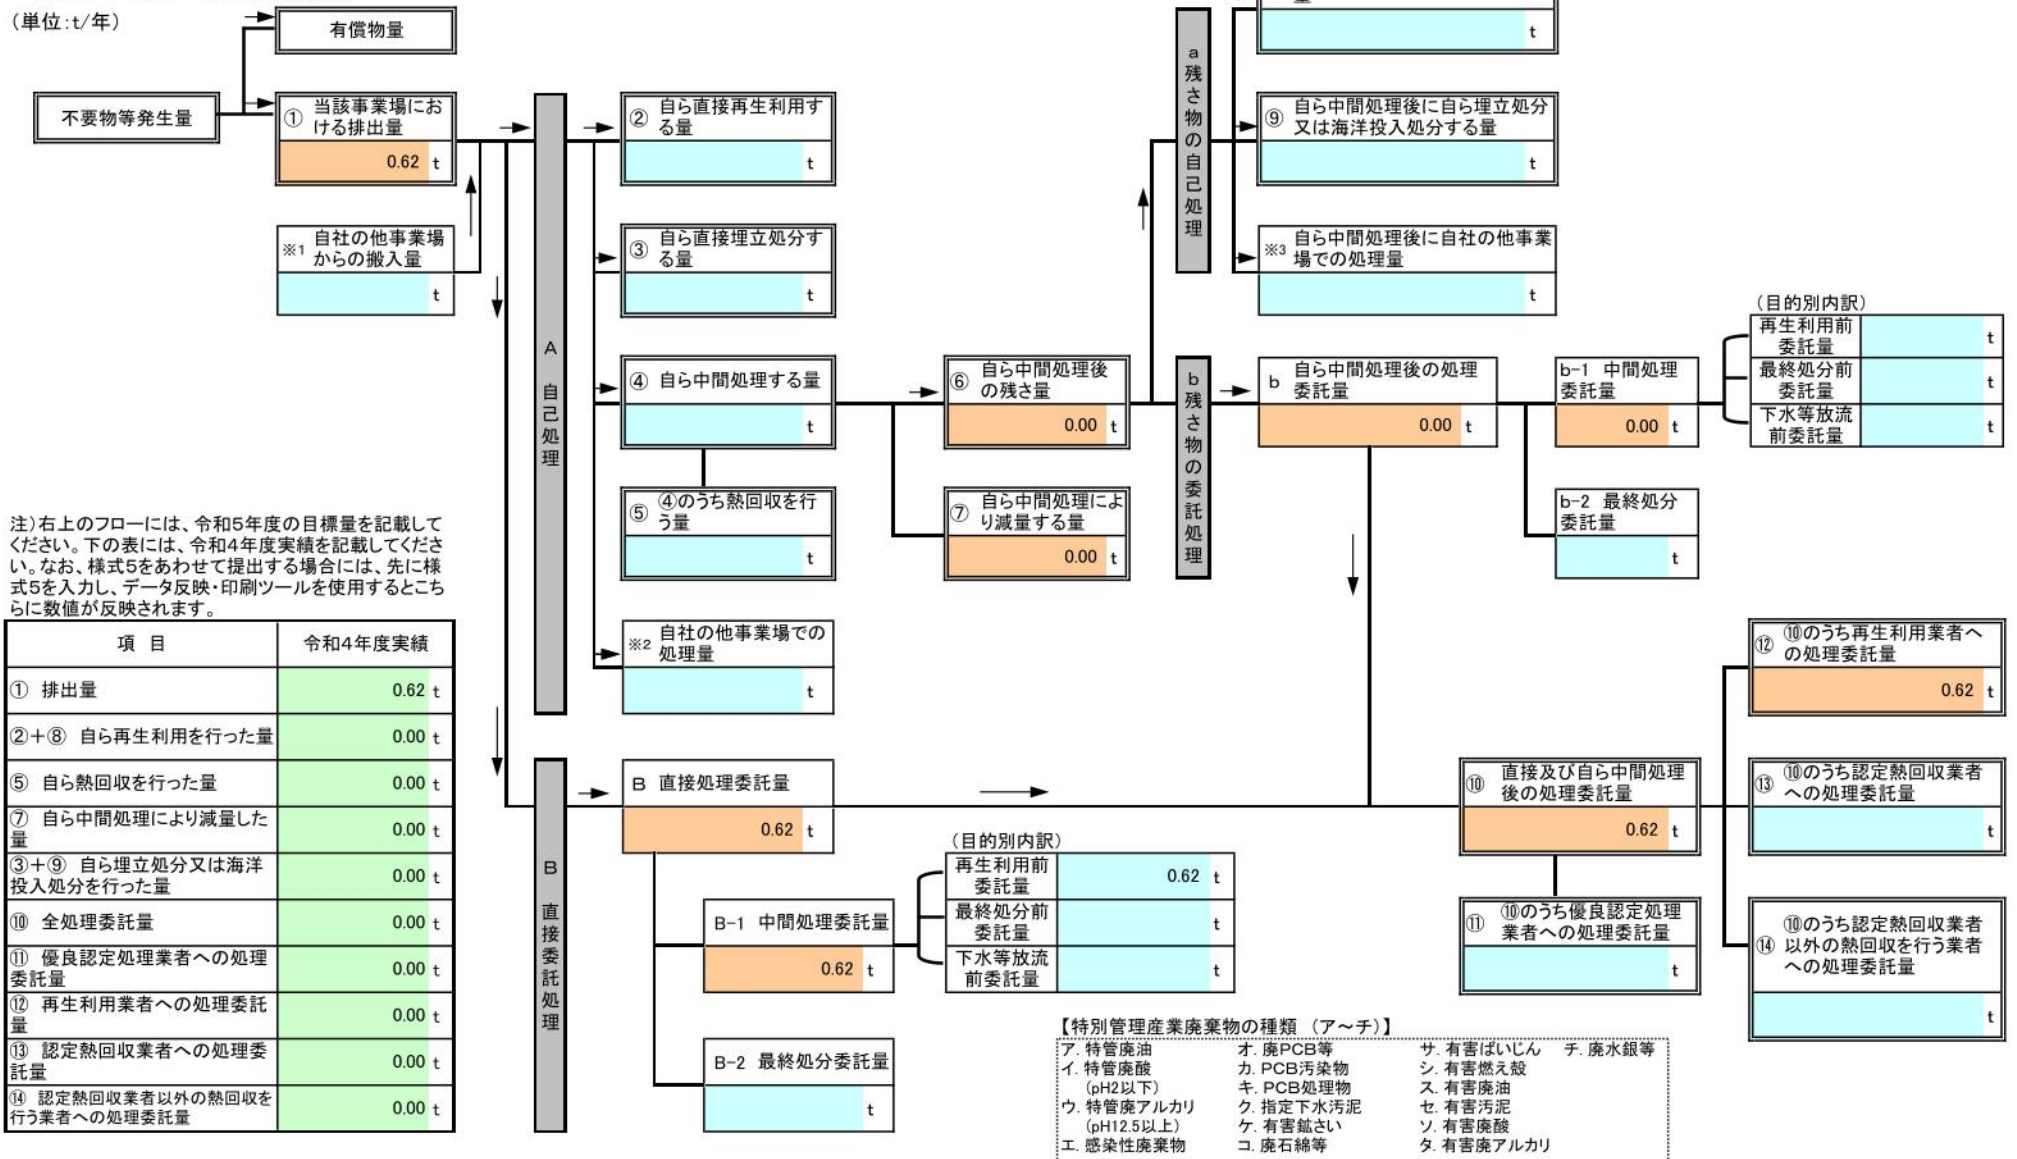 (単位:t/年)
有償物量
不要物等発生量
① 当該事業場にお
ける排出量
0.62 t
※1 自社の他事業場
からの搬入量
t
A 自己処理
② 自ら直接再生利用す
る量
t
③ 自ら直接埋立処分す
る量
t
④ 自ら中間処理する量
t
⑤ ④のうち熱回収を行
う量
t
※2 自社の他事業場での
処理量
t
⑥ 自ら中間処理後
の残さ量
0.00 t
⑦ 自ら中間処理によ
り減量する量
0.00 t
a 残さ物の自己処理
量
t
⑨ 自ら中間処理後に自ら埋立処分
又は海洋投入処分する量
t
※3 自ら中間処理後に自社の他事業
場での処理量
t
b 残さ物の委託処理
b 自ら中間処理後の処理
委託量
0.00 t
b-1 中間処理
委託量
0.00 t
(目的別内訳)
再生利用前
委託量
t
最終処分前
委託量
t
下水等放流
前委託量
t
b-2 最終処分
委託量
t
注)右上のフローには、令和5年度の目標量を記載して
ください。下の表には、令和4年度実績を記載してくださ
い。なお、様式5をあわせて提出する場合には、先に様
式5を入力し、データ反映・印刷ツールを使用するとこち
らに数値が反映されます。
項 目 令和4年度実績
① 排出量 0.62 t
②+⑧ 自ら再生利用を行った量 0.00 t
⑤ 自ら熱回収を行った量 0.00 t
⑦ 自ら中間処理により減量した
量 0.00 t
③+⑨ 自ら埋立処分又は海洋
投入処分を行った量 0.00 t
⑩ 全処理委託量 0.00 t
⑪ 優良認定処理業者への処理
委託量 0.00 t
⑫ 再生利用業者への処理委託
量 0.00 t
⑬ 認定熱回収業者への処理委
託量 0.00 t
⑭ 認定熱回収業者以外の熱回収を
行う業者への処理委託量 0.00 t
B 直接委託処理
B 直接処理委託量
0.62 t
B-1 中間処理委託量
0.62 t
(目的別内訳)
再生利用前
委託量
0.62 t
最終処分前
委託量
t
下水等放流
前委託量
t
B-2 最終処分委託量
t
⑩ 直接及び自ら中間処理
後の処理委託量
0.62 t
⑪ ⑩のうち優良認定処理
業者への処理委託量
t
⑫ ⑩のうち再生利用業者へ
の処理委託量
0.62 t
⑬ ⑩のうち認定熱回収業者
への処理委託量
t
⑭ ⑩のうち認定熱回収業者
以外の熱回収を行う業者
への処理委託量
t
【特別管理産業廃棄物の種類 (ア～チ)】
ア. 特管廃油 オ. 廃PCB等 サ. 有害ばいじん チ. 廃水銀等
イ. 特管廃酸 カ. PCB汚染物 シ. 有害燃え殻
(pH2以下) キ. PCB処理物 ス. 有害廃油
ウ. 特管廃アルカリ ク. 指定下水汚泥 セ. 有害汚泥
(pH12.5以上) ケ. 有害鉱さい ソ. 有害廃酸
エ. 感染性廃棄物 コ. 廃石綿等 タ. 有害廃アルカリ